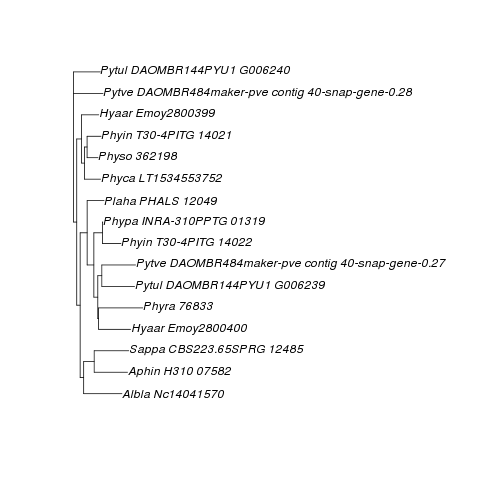 Pytul DAOMBR144PYU1 G006240
Pytve DAOMBR484maker-pve contig 40-snap-gene-0.28
Hyaar Emoy2800399
Phyin T30-4PITG 14021
Physo 362198
Phyca LT1534553752
Plaha PHALS 12049
Phypa INRA-310PPTG 01319
Phyin T30-4PITG 14022
Pytve DAOMBR484maker-pve contig 40-snap-gene-0.27
Pytul DAOMBR144PYU1 G006239
Phyra 76833
Hyaar Emoy2800400
Sappa CBS223.65SPRG 12485
Aphin H310 07582
Albla Nc14041570